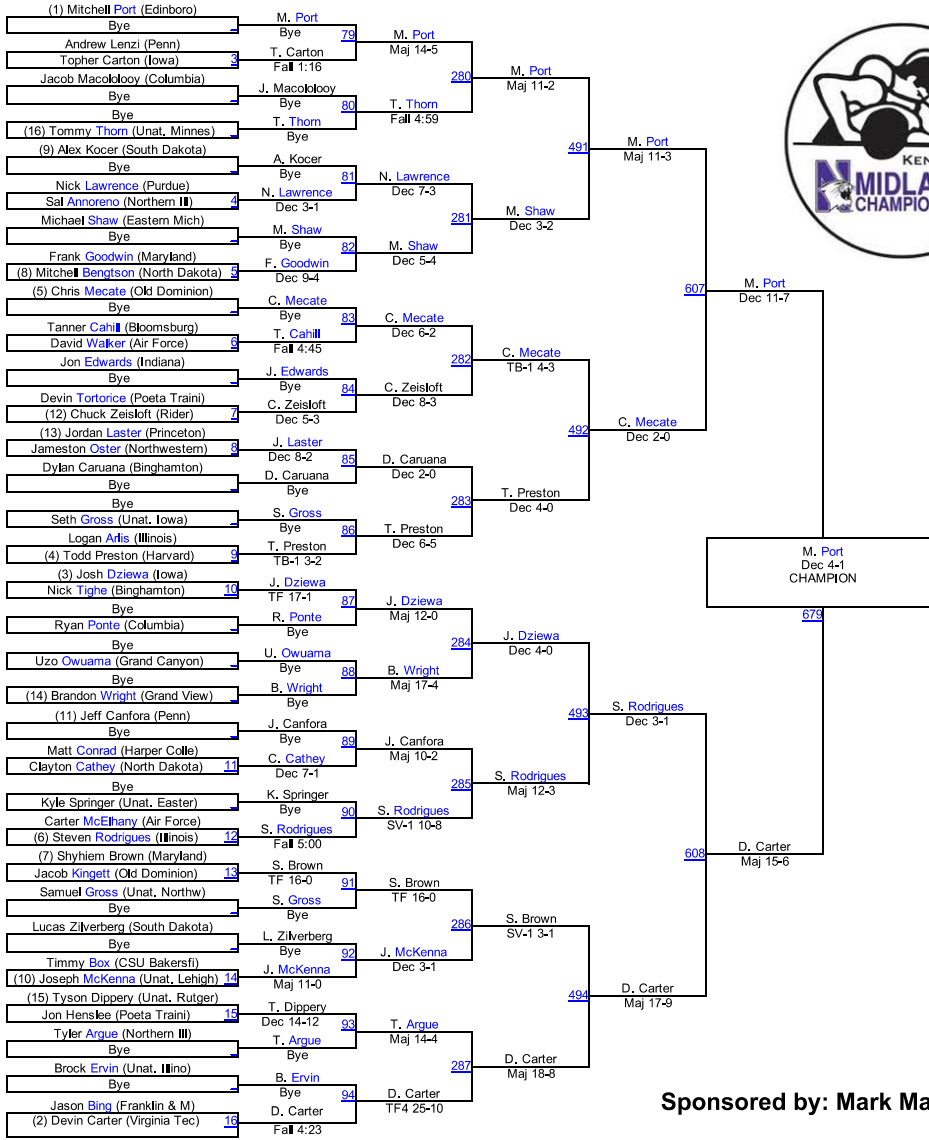 (1) Mitchell Port (Edinboro)
Bye
Andrew Lenzi (Penn)
Topher Carton (Iowa) 3
Jacob Macololooy (Columbia)
Bye
Bye
(16) Tommy Thorn (Unat. Minnes)
(9) Alex Kocer (South Dakota)
Bye
Nick Lawrence (Purdue)
Sal Annoreno (Northern Ill) 4
Michael Shaw (Eastern Mich)
Bye
Frank Goodwin (Maryland)
(8) Mitchell Bengtson (North Dakota) 5
(5) Chris Mecate (Old Dominion)
Bye
Tanner Cahill (Bloomsburg)
David Walker (Air Force) 6
Jon Edwards (Indiana)
Bye
Devin Tortorice (Poeta Traini)
(12) Chuck Zeisloft (Rider) 7
(13) Jordan Laster (Princeton)
Jameston Oster (Northwestern) 8
Dylan Caruana (Binghamton)
Bye
Bye
Seth Gross (Unat. Iowa)
Logan Arlis (Illinois)
(4) Todd Preston (Harvard) 9
(3) Josh Dziewa (Iowa)
Nick Tighe (Binghamton) 10
Bye
Ryan Ponte (Columbia)
Bye
Uzo Owuama (Grand Canyon)
Bye
(14) Brandon Wright (Grand View)
(11) Jeff Canfora (Penn)
Bye
Matt Conrad (Harper Colle)
Clayton Cathey (North Dakota) 11
Bye
Kyle Springer (Unat. Easter)
Carter McElhany (Air Force)
(6) Steven Rodrigues (Illinois) 12
(7) Shyhiem Brown (Maryland)
Jacob Kingett (Old Dominion) 13
Samuel Gross (Unat. Northw)
Bye
Lucas Zilverberg (South Dakota)
Bye
Timmy Box (CSU Bakersfi)
(10) Joseph McKenna (Unat. Lehigh) 14
(15) Tyson Dippery (Unat. Rutger)
Jon Henslee (Poeta Traini) 15
Tyler Argue (Northern Ill)
Bye
Brock Ervin (Unat. Illino)
Bye
Jason Bing (Franklin & M)
(2) Devin Carter (Virginia Tec) 16
M. Port
Bye
79
T. Carton
Fall 1:16
J. Macololooy
Bye
80
T. Thorn
Bye
A. Kocer
Bye
81
N. Lawrence
Dec 3-1
M. Shaw
Bye
82
F. Goodwin
Dec 9-4
C. Mecate
Bye
83
T. Cahill
Fall 4:45
J. Edwards
Bye
84
C. Zeisloft
Dec 5-3
J. Laster
Dec 8-2
85
D. Caruana
Bye
S. Gross
Bye
86
T. Preston
TB-1 3-2
J. Dziewa
TF 17-1
87
R. Ponte
Bye
U. Owuama
Bye
88
B. Wright
Bye
J. Canfora
Bye
89
C. Cathey
Dec 7-1
K. Springer
Bye
90
S. Rodrigues
Fall 5:00
S. Brown
TF 16-0
91
S. Gross
Bye
L. Zilverberg
Bye
92
J. McKenna
Maj 11-0
T. Dippery
Dec 14-12
93
T. Argue
Bye
B. Ervin
Bye
94
D. Carter
Fall 4:23
M. Port
Maj 14-5
280
T. Thorn
Fall 4:59
N. Lawrence
Dec 7-3
281
M. Shaw
Dec 5-4
C. Mecate
Dec 6-2
282
C. Zeisloft
Dec 8-3
D. Caruana
Dec 2-0
283
T. Preston
Dec 6-5
J. Dziewa
Maj 12-0
284
B. Wright
Maj 17-4
J. Canfora
Maj 10-2
285
S. Rodrigues
SV-1 10-8
S. Brown
TF 16-0
286
J. McKenna
Dec 3-1
T. Argue
Maj 14-4
287
D. Carter
TF4 25-10
M. Port
Maj 11-2
491
M. Shaw
Dec 3-2
C. Mecate
TB-1 4-3
492
T. Preston
Dec 4-0
J. Dziewa
Dec 4-0
493
S. Rodrigues
Maj 12-3
S. Brown
SV-1 3-1
494
D. Carter
Maj 18-8
M. Port
Maj 11-3
607
C. Mecate
Dec 2-0
S. Rodrigues
Dec 3-1
608
D. Carter
Maj 17-9
M. Port
Dec 11-7
D. Carter
Maj 15-6
M. Port
Dec 4-1
CHAMPION
679
KEN
N MIDLA
CHAMPIO
Sponsored by: Mark Ma